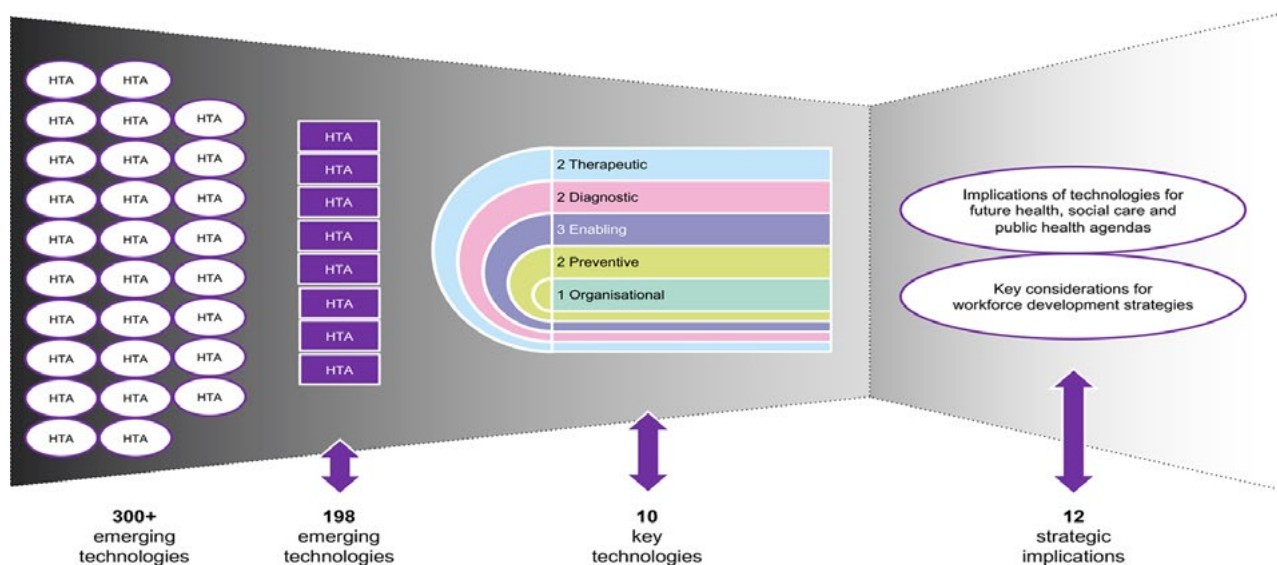 HTA HTA
HTA HTA HTA
HTA HTA HTA
HTA HTA HTA
HTA HTA HTA
HTA HTA HTA
HTA HTA HTA
HTA HTA HTA
HTA HTA HTA
HTA HTA
HTA
HTA
HTA
HTA
HTA
HTA
HTA
HTA
2 Therapeutic
2 Diagnostic
3 Enabling
2 Preventive
1 Organisational
Implications of technologies for
future health, social care and
public health agendas
Key considerations for
workforce development strategies
300+
emerging
technologies
198
emerging
technologies
10
key
technologies
12
strategic
implications